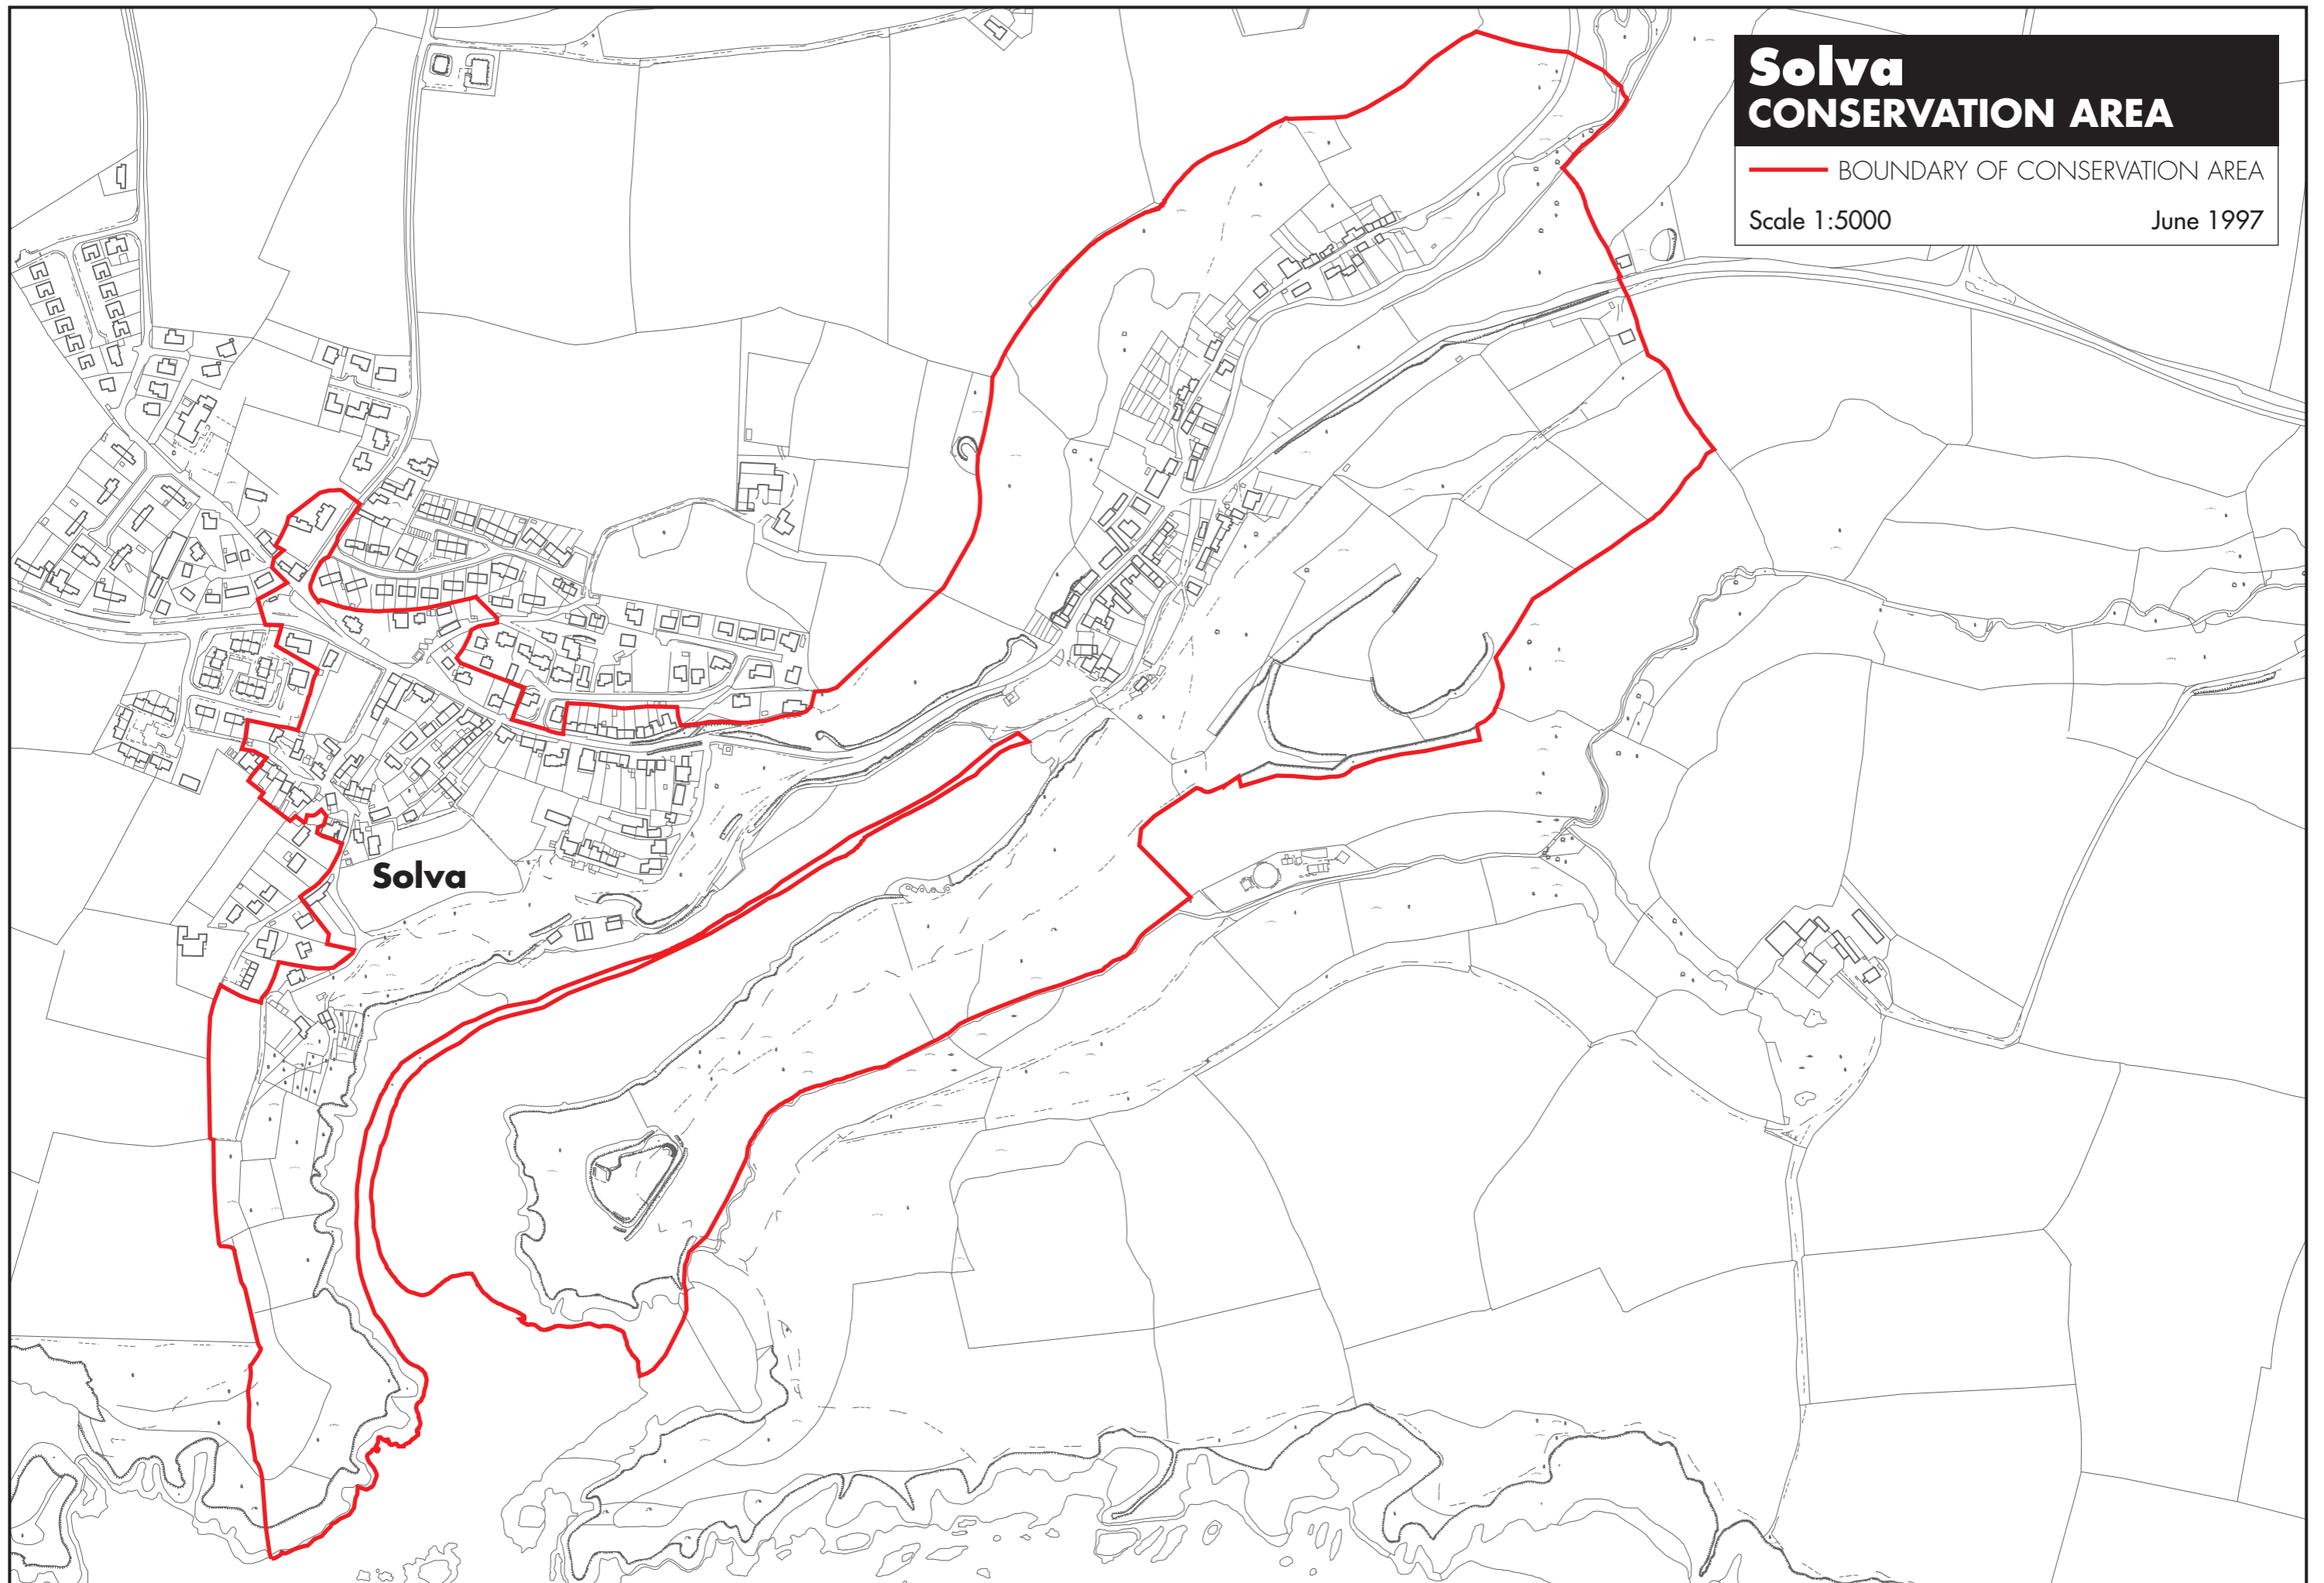 Solva
CONSERVATION AREA
BOUNDARY OF CONSERVATION AREA
Scale 1:5000 June 1997
Solva